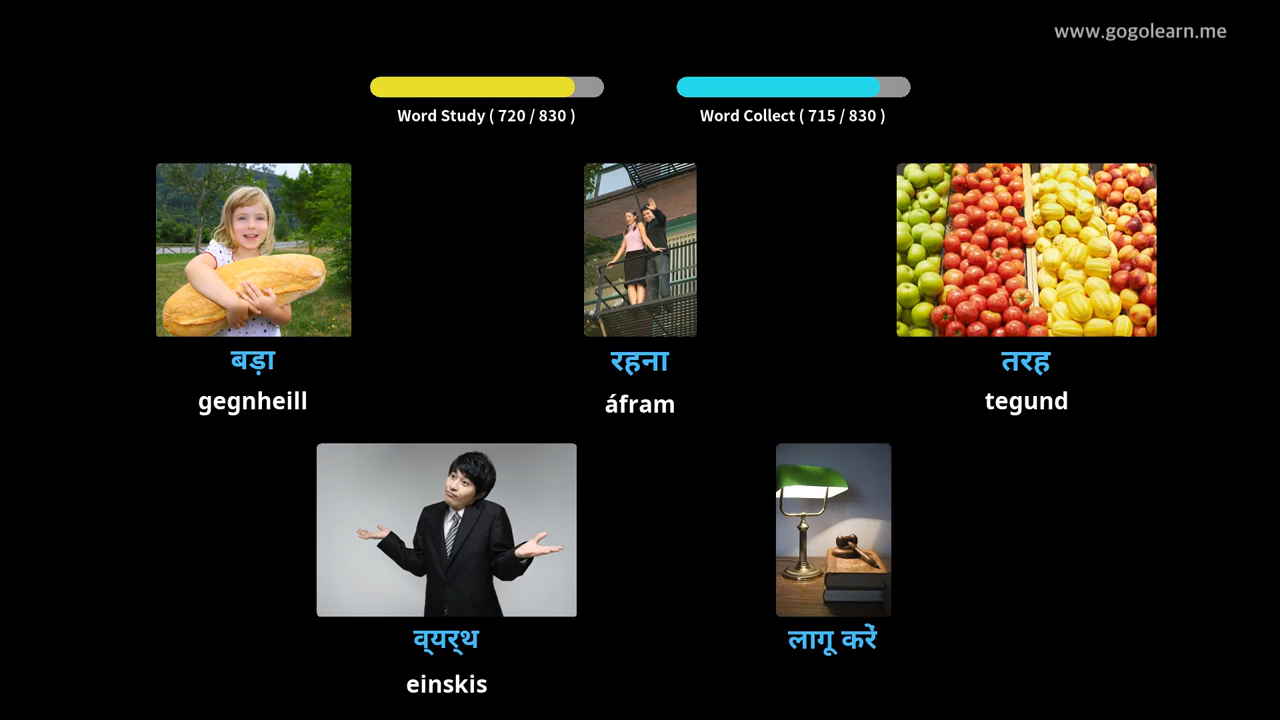 www.gogolearn.me
Word Study ( 720 / 830 )
Word Collect ( 715 / 830 )
बड़ा
gegnheill
रहना
áfram
तरह
tegund
व्यर्थ
einskis
लागू करें